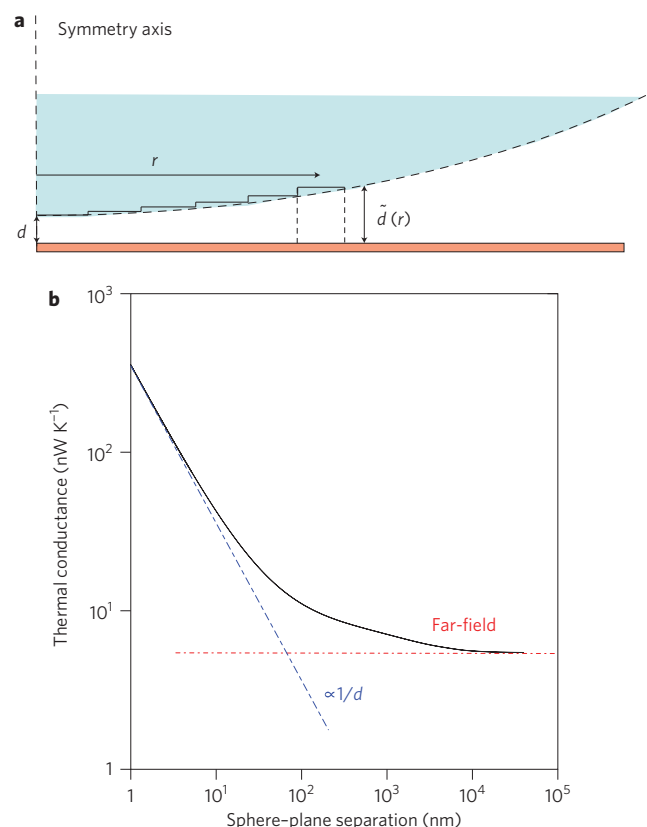 a
Symmetry axis
r
d
d̃ (r)
b
10³
10²
10¹
1
Thermal conductance (nW K⁻¹)
Far-field
∝1/d
1 10¹ 10² 10³ 10⁴ 10⁵
Sphere–plane separation (nm)